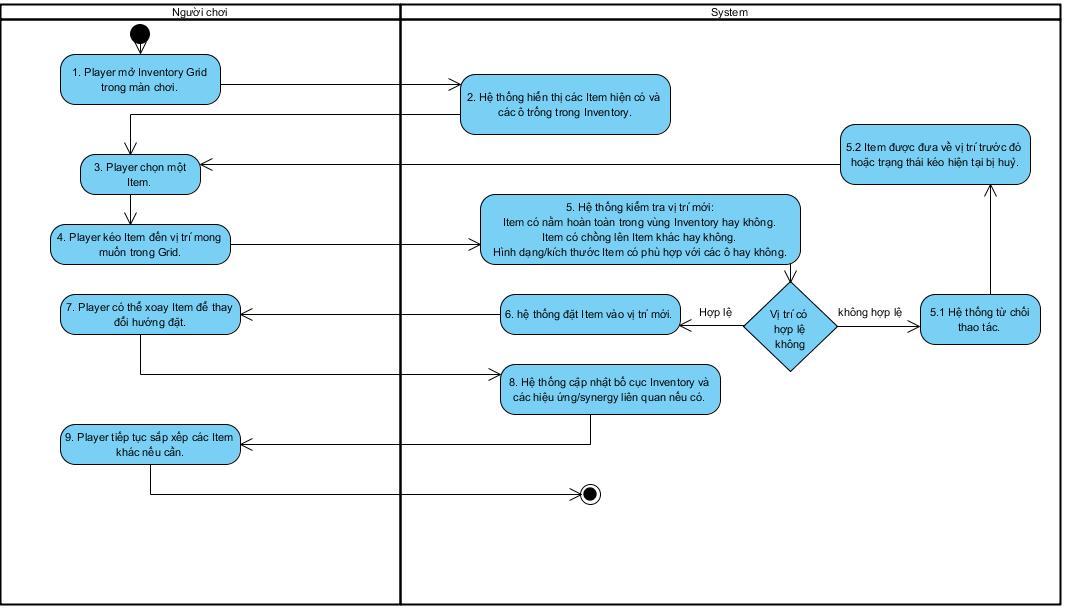 Người chơi
System
1. Player mở Inventory Grid
trong màn chơi.
2. Hệ thống hiển thị các Item hiện có và
các ô trống trong Inventory.
3. Player chọn một
Item.
4. Player kéo Item đến vị trí mong
muốn trong Grid.
5. Hệ thống kiểm tra vị trí mới:
Item có nằm hoàn toàn trong vùng Inventory hay không.
Item có chồng lên Item khác hay không.
Hình dạng/kích thước Item có phù hợp với các ô hay không.
5.2 Item được đưa về vị trí trước đó
hoặc trạng thái kéo hiện tại bị huỷ.
Vị trí có
hợp lệ
không
Hợp lệ
không hợp lệ
5.1 Hệ thống từ chối
thao tác.
6. hệ thống đặt Item vào vị trí mới.
7. Player có thể xoay Item để thay
đổi hướng đặt.
8. Hệ thống cập nhật bố cục Inventory và
các hiệu ứng/synergy liên quan nếu có.
9. Player tiếp tục sắp xếp các Item
khác nếu cần.